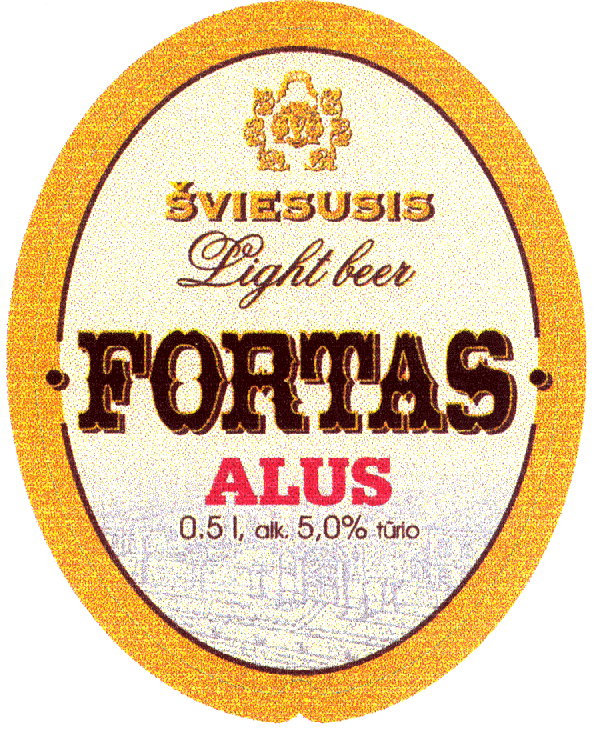 ŠVIESUSIS
Light beer
FORTAS
ALUS
0.5 l, alk. 5,0% tūrio